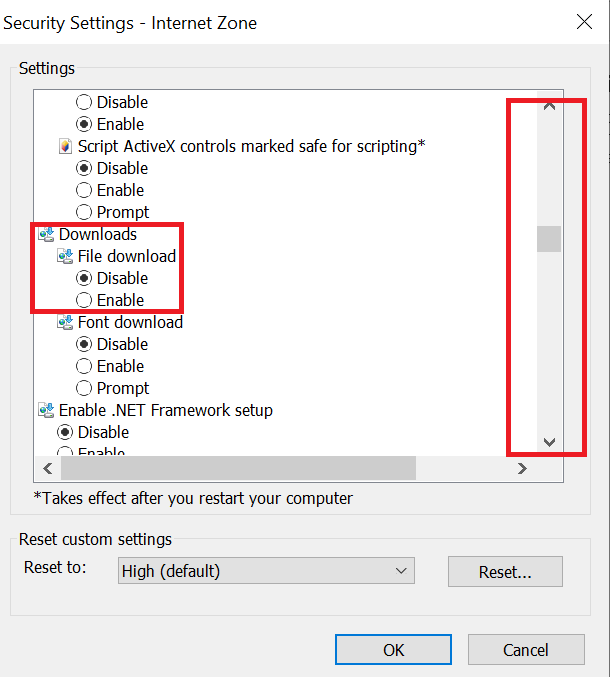 Security Settings - Internet Zone
Settings
Disable
Enable
Script ActiveX controls marked safe for scripting*
Disable
Enable
Prompt
Downloads
File download
Disable
Enable
Font download
Disable
Enable
Prompt
Enable .NET Framework setup
Disable
Enable
*Takes effect after you restart your computer
Reset custom settings
Reset to: High (default) Reset...
OK Cancel